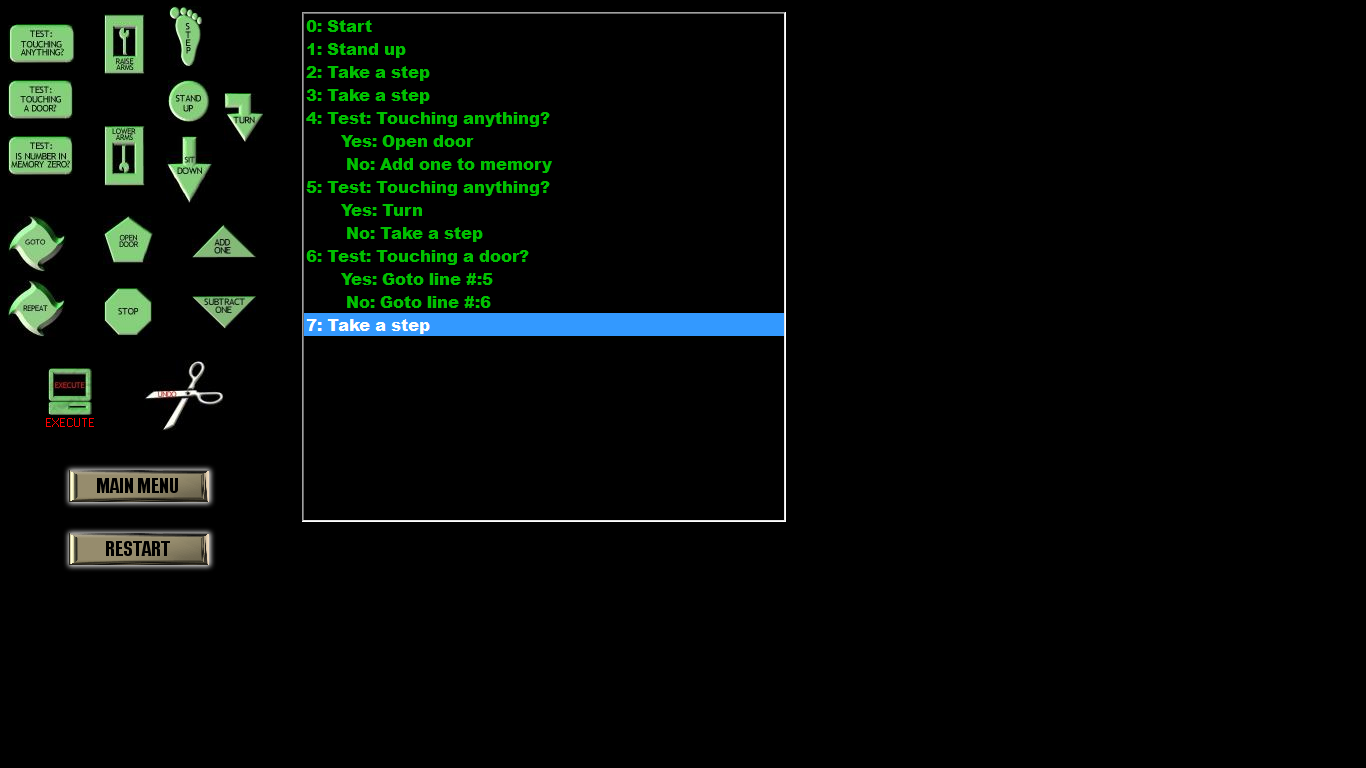 TEST:
TOUCHING
ANYTHING?
RAISE
ARMS
STEP
TEST:
TOUCHING
A DOOR?
STAND
UP
TURN
TEST:
IS NUMBER IN
MEMORY ZERO?
LOWER
ARMS
SIT
DOWN
GOTO
OPEN
DOOR
ADD
ONE
REPEAT
STOP
SUBTRACT
ONE
EXECUTE
EXECUTE
UNDO
MAIN MENU
RESTART
0: Start
1: Stand up
2: Take a step
3: Take a step
4: Test: Touching anything?
Yes: Open door
No: Add one to memory
5: Test: Touching anything?
Yes: Turn
No: Take a step
6: Test: Touching a door?
Yes: Goto line #:5
No: Goto line #:6
7: Take a step